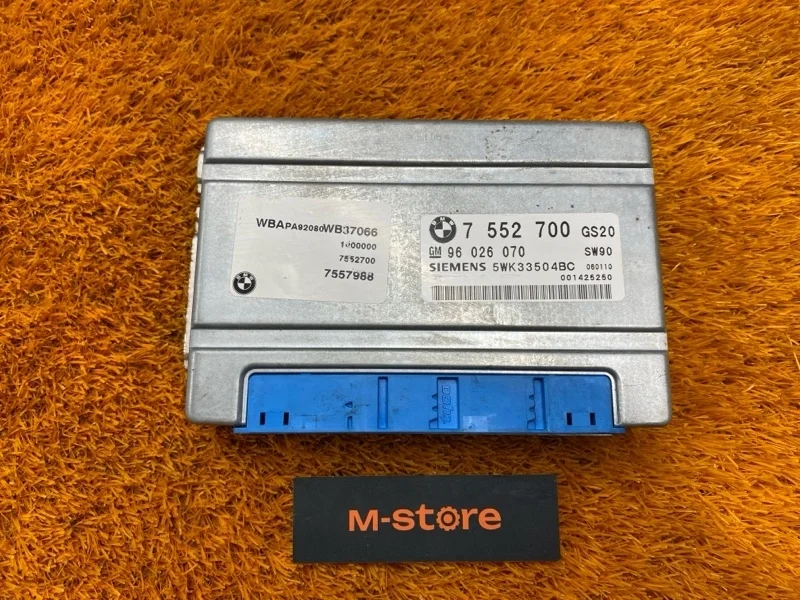 WBAPA92080WB37066
1000000
7552700
7557988
7 552 700 GS20
GM 96 026 070 SW90
SIEMENS 5WK33504BC 060110
001425250
M-store